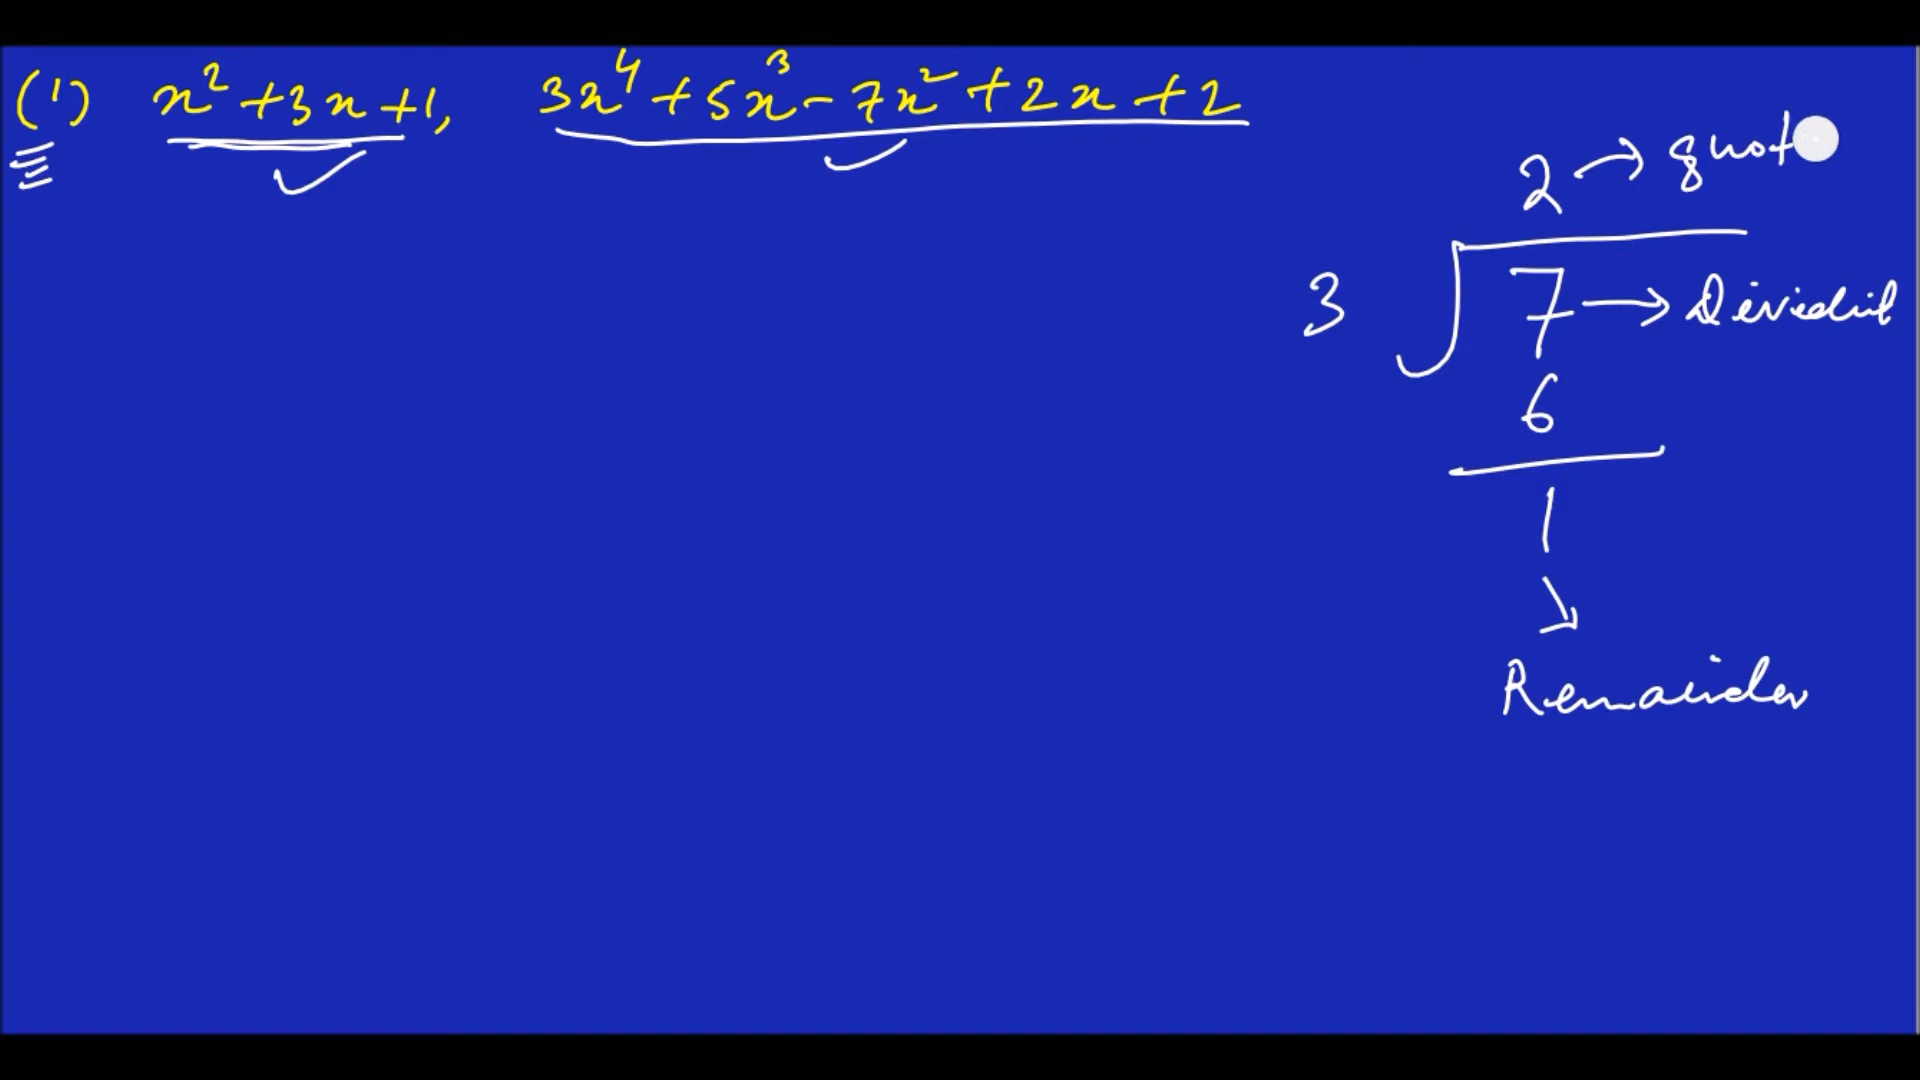 (1) x² + 3x + 1, 3x⁴ + 5x³ - 7x² + 2x + 2
2 → quot
3 7 → Dividend
6
1
Remainder